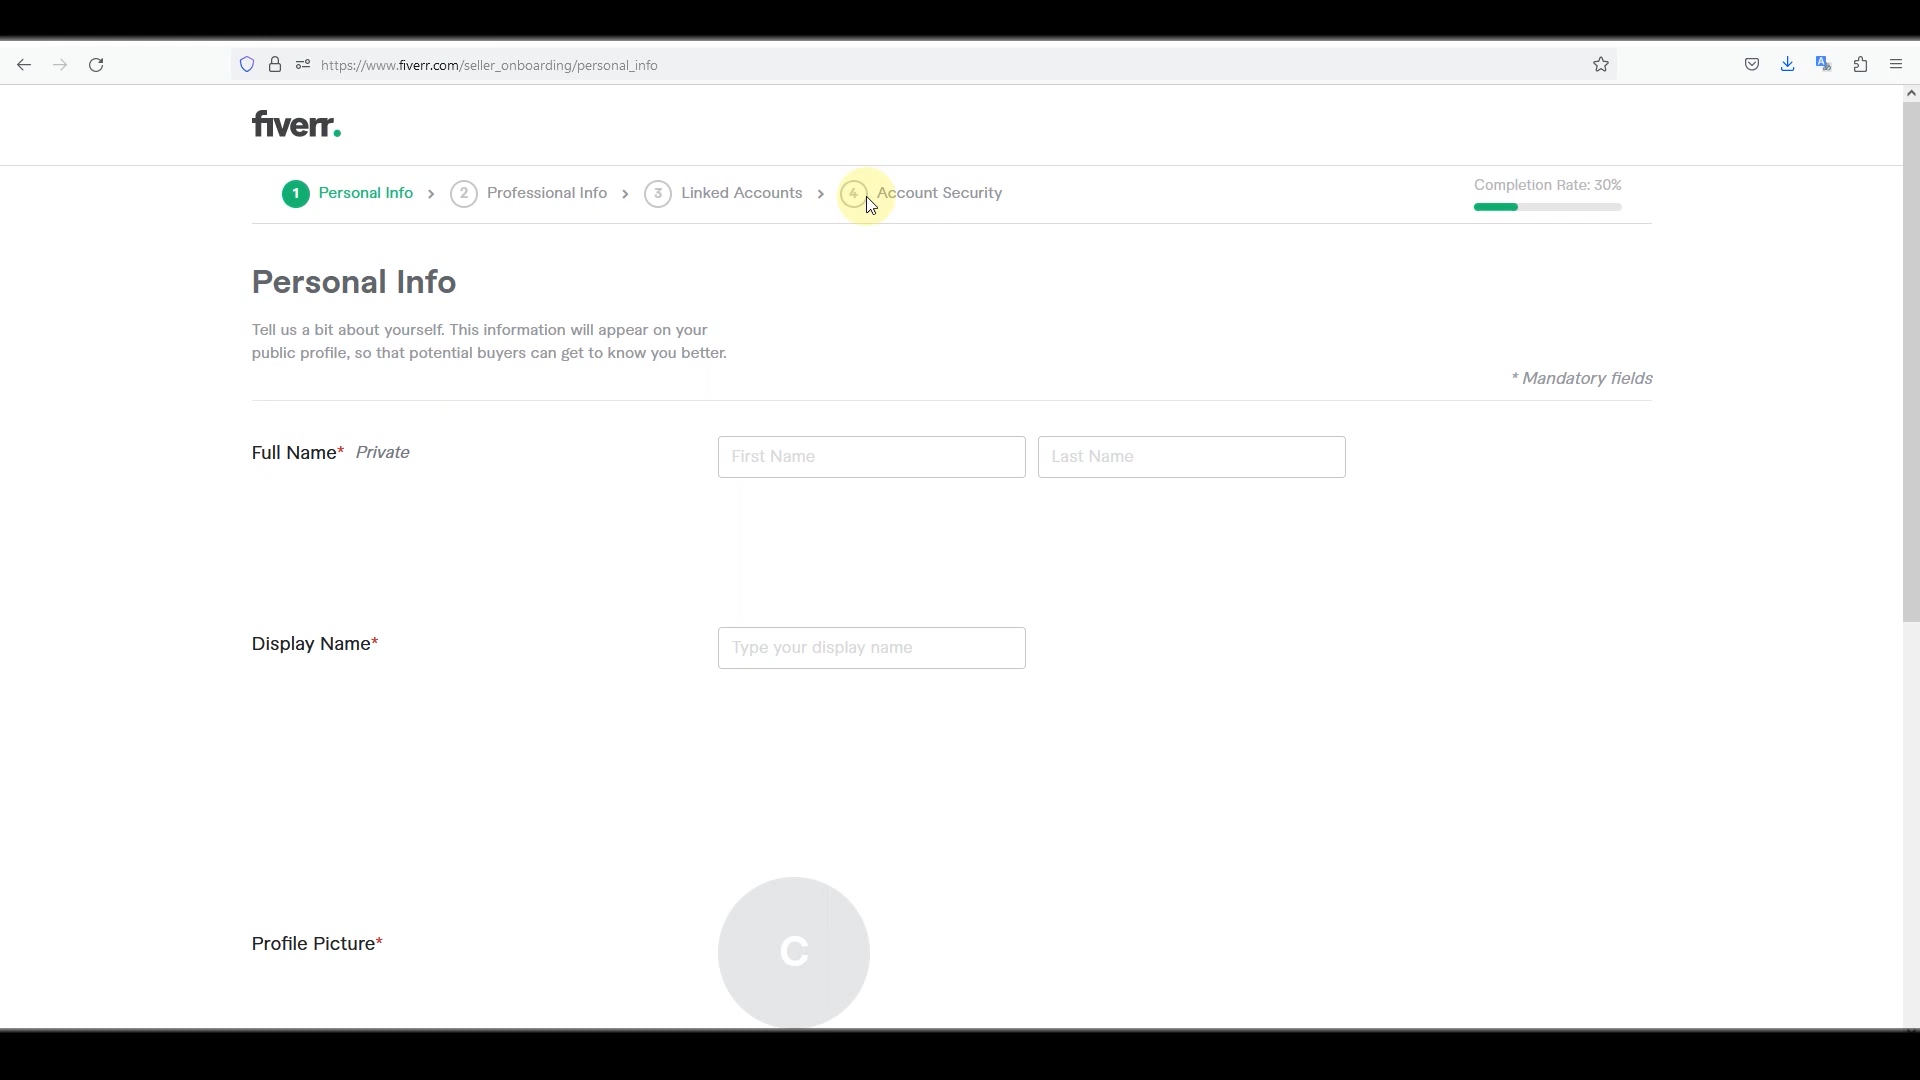 https://www.fiverr.com/seller_onboarding/personal_info
fiverr.
1 Personal Info > 2 Professional Info > 3 Linked Accounts > 4 Account Security
Completion Rate: 30%
Personal Info
Tell us a bit about yourself. This information will appear on your
public profile, so that potential buyers can get to know you better.
* Mandatory fields
Full Name* Private
First Name
Last Name
Display Name*
Type your display name
Profile Picture*
C